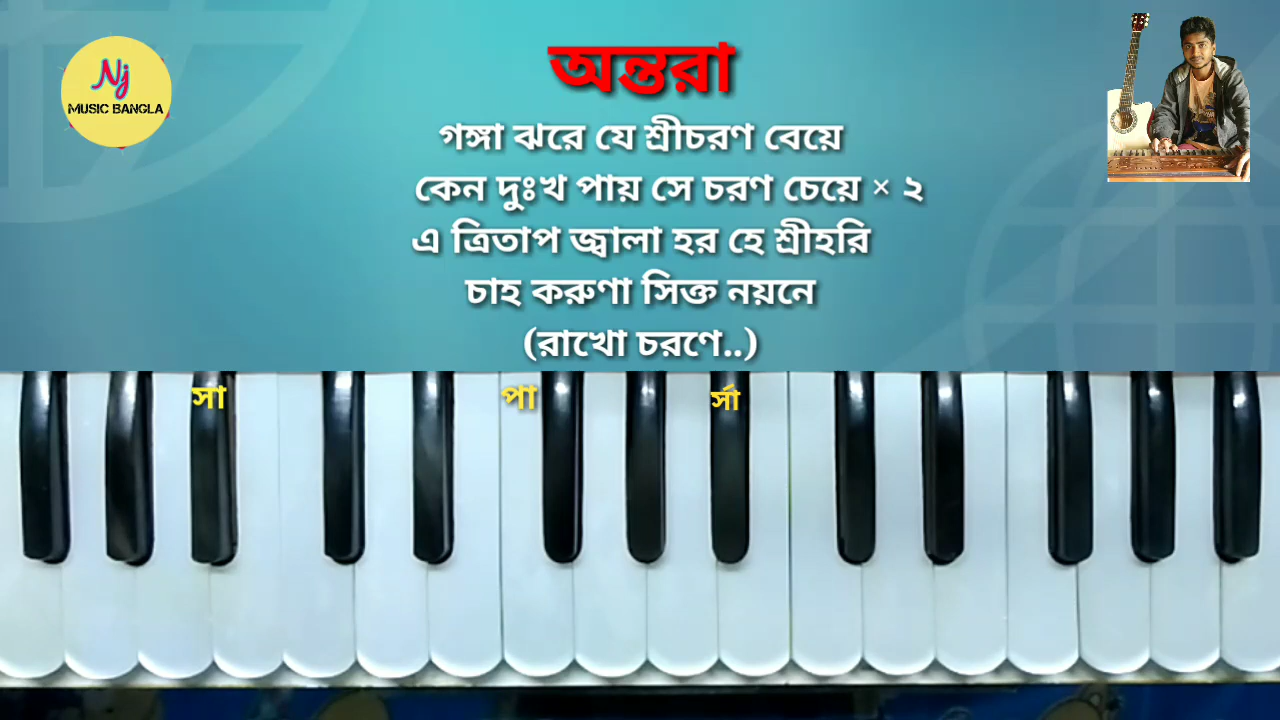 Nj
MUSIC BANGLA
অন্তরা
গঙ্গা ঝরে যে শ্রীচরণ বেয়ে
কেন দুঃখ পায় সে চরণ চেয়ে × ২
এ ত্রিতাপ জ্বালা হর হে শ্রীহরি
চাহ করুণা সিক্ত নয়নে
(রাখো চরণে..)
সা পা র্সা